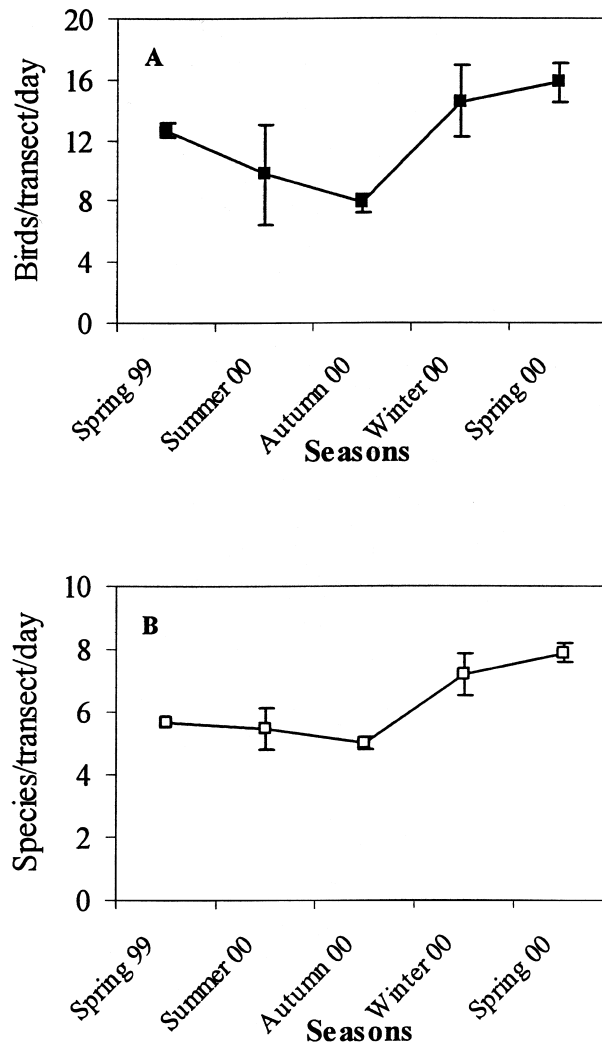 20
16
12
8
4
0
A
Birds/transect/day
Spring 99
Summer 00
Autumn 00
Winter 00
Spring 00
Seasons
10
8
6
4
2
0
B
Species/transect/day
Spring 99
Summer 00
Autumn 00
Winter 00
Spring 00
Seasons